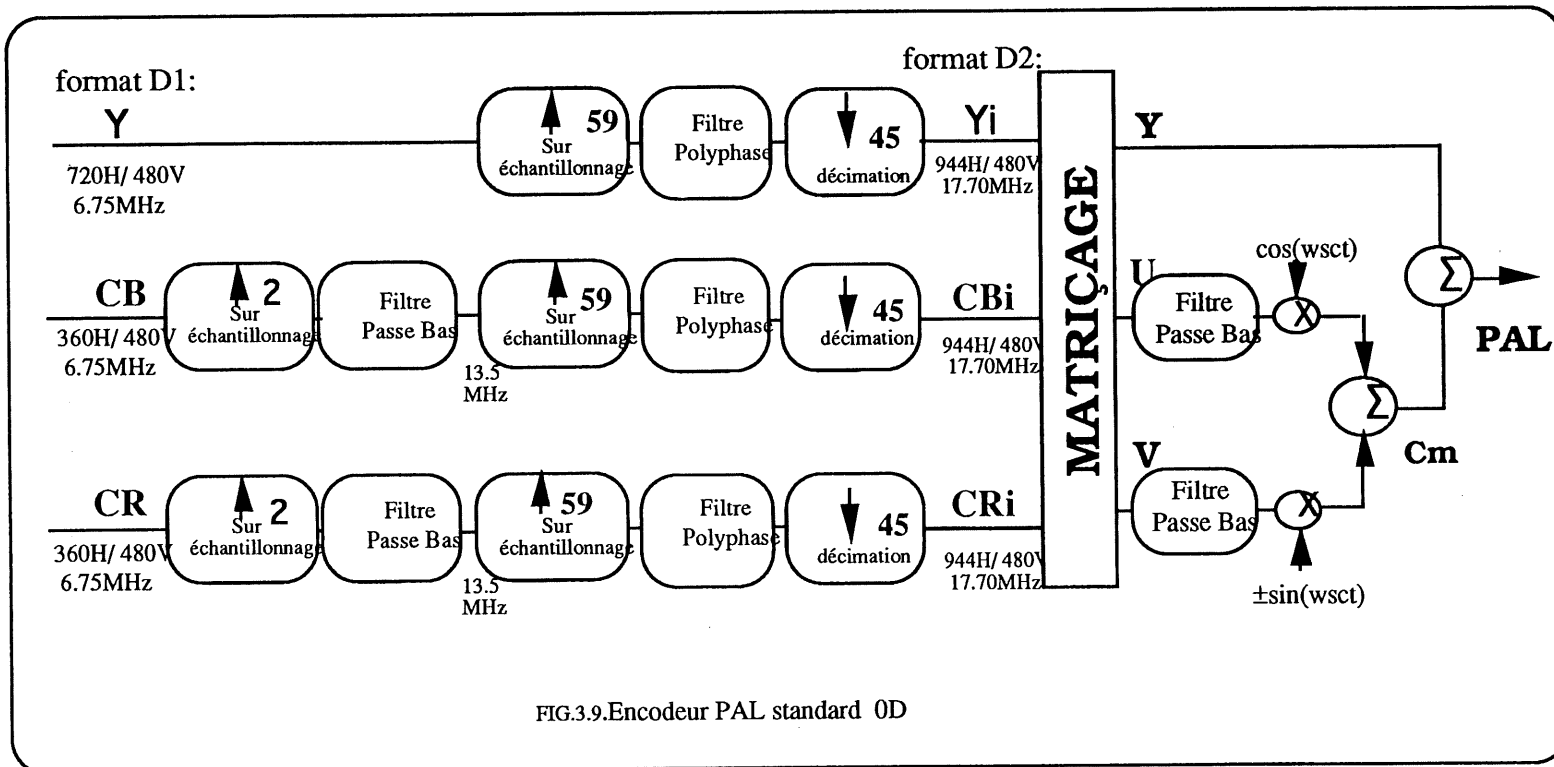 format D1:
format D2:
Y
720H/ 480V
6.75MHz
59
Sur
échantillonnage
Filtre
Polyphase
45
décimation
Yi
944H/ 480V
17.70MHz
CB
360H/ 480V
6.75MHz
2
Sur
échantillonnage
Filtre
Passe Bas
13.5
MHz
59
Sur
échantillonnage
Filtre
Polyphase
45
décimation
CBi
944H/ 480V
17.70MHz
CR
360H/ 480V
6.75MHz
2
Sur
échantillonnage
Filtre
Passe Bas
13.5
MHz
59
Sur
échantillonnage
Filtre
Polyphase
45
décimation
CRi
944H/ 480V
17.70MHz
MATRIÇAGE
Y
U
Filtre
Passe Bas
cos(wsct)
X
V
Filtre
Passe Bas
X
±sin(wsct)
Σ
Cm
Σ
PAL
FIG.3.9.Encodeur PAL standard 0D